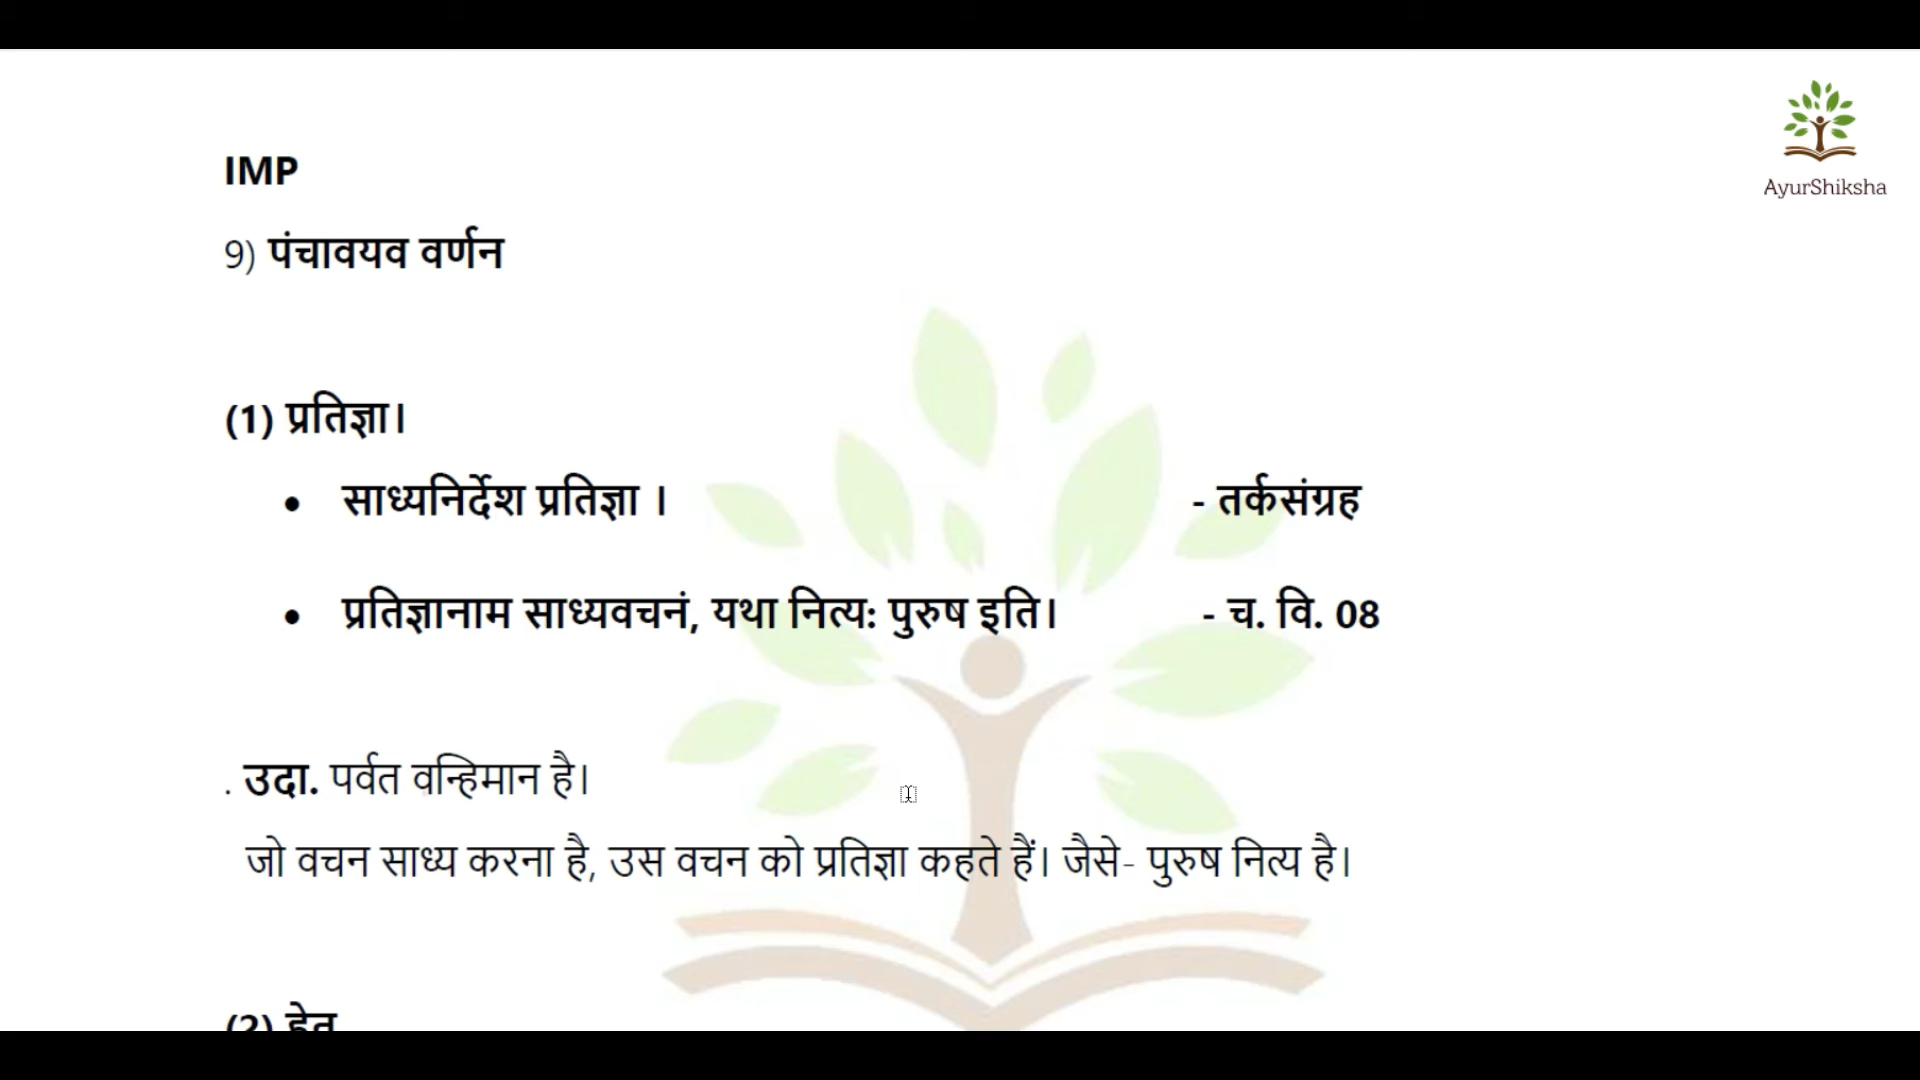 AyurShiksha
IMP
9) पंचावयव वर्णन
(1) प्रतिज्ञा।
• साध्यनिर्देश प्रतिज्ञा । - तर्कसंग्रह
• प्रतिज्ञानाम साध्यवचनं, यथा नित्य: पुरुष इति। - च. वि. 08
. उदा. पर्वत वन्हिमान है।
जो वचन साध्य करना है, उस वचन को प्रतिज्ञा कहते हैं। जैसे- पुरुष नित्य है।
(2) हेतु